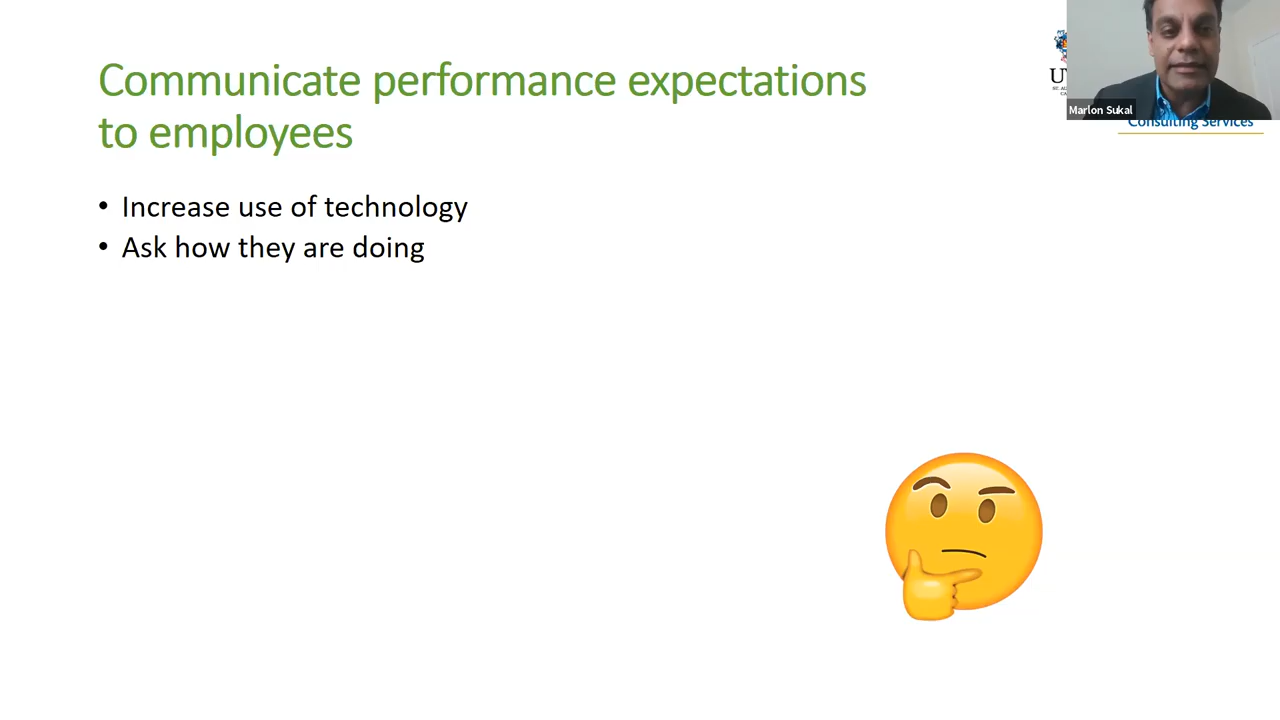 Communicate performance expectations
to employees
• Increase use of technology
• Ask how they are doing
Marlon Sukal
Consulting Services